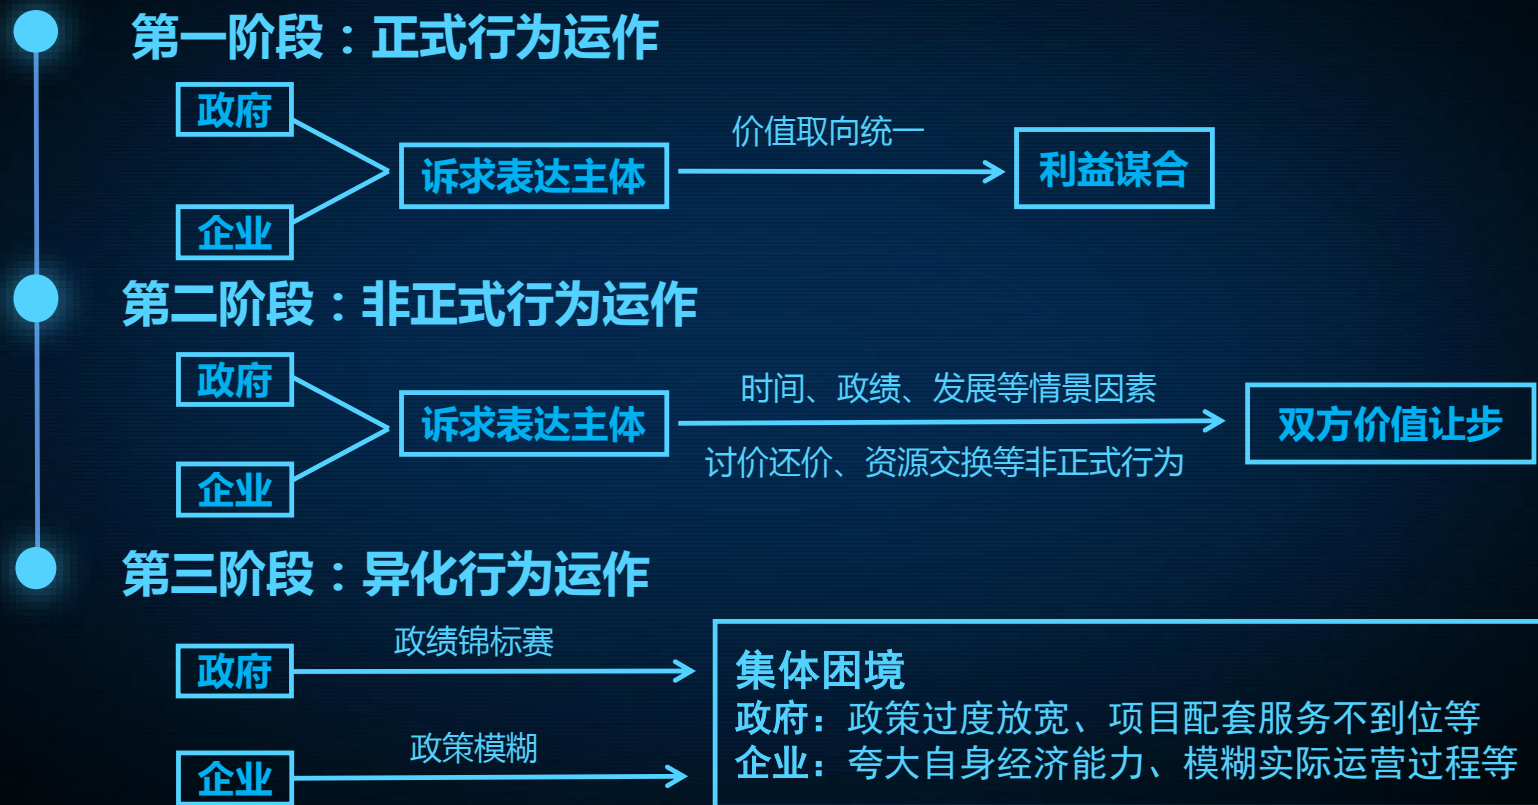 第一阶段：正式行为运作
政府
价值取向统一
诉求表达主体
利益谋合
企业
第二阶段：非正式行为运作
政府
时间、政绩、发展等情景因素
诉求表达主体
双方价值让步
讨价还价、资源交换等非正式行为
企业
第三阶段：异化行为运作
政绩锦标赛
政府
政策模糊
企业
集体困境
政府：政策过度放宽、项目配套服务不到位等
企业：夸大自身经济能力、模糊实际运营过程等